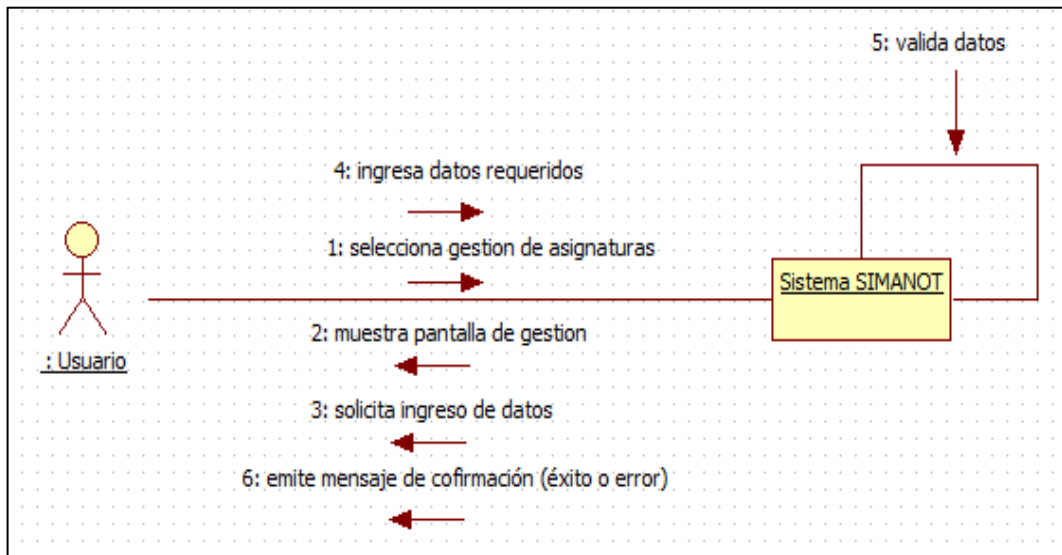 5: valida datos
4: ingresa datos requeridos
1: selecciona gestion de asignaturas
Sistema SIMANOT
2: muestra pantalla de gestion
: Usuario
3: solicita ingreso de datos
6: emite mensaje de cofirmación (éxito o error)